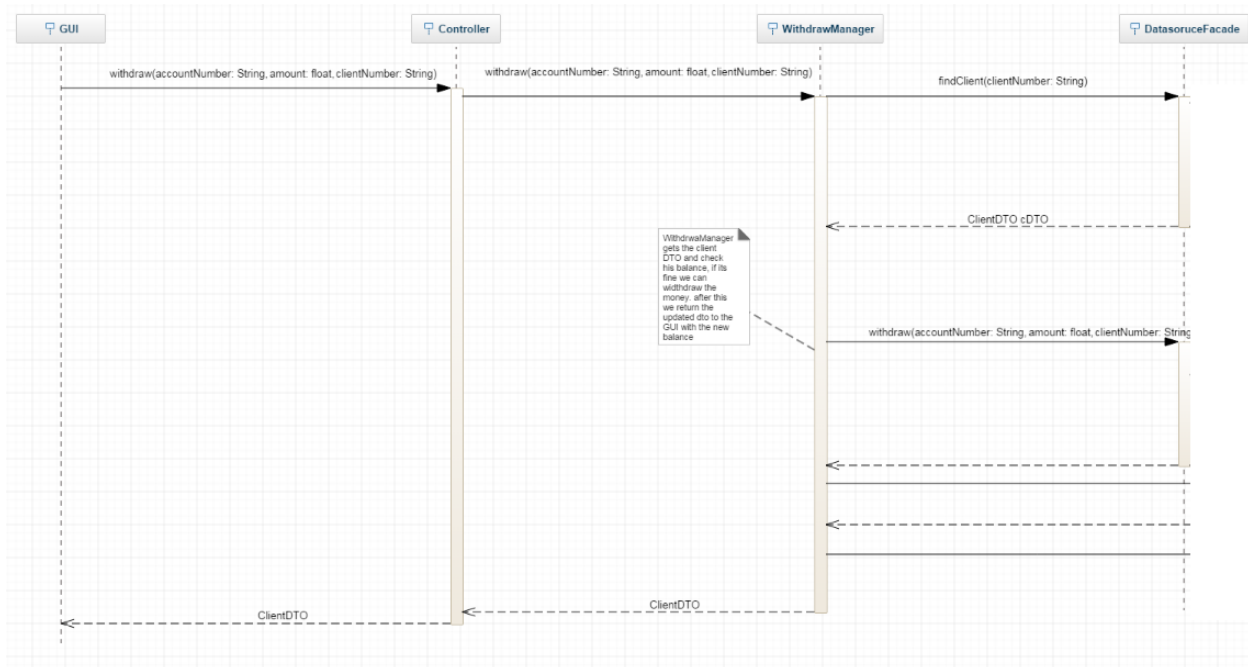 GUI
Controller
WithdrawManager
DatasoruceFacade
withdraw(accountNumber: String, amount: float, clientNumber: String)
withdraw(accountNumber: String, amount: float, clientNumber: String)
findClient(clientNumber: String)
ClientDTO cDTO
WithdrwaManager
gets the client
DTO and check
his balance, if its
fine we can
widthdraw the
money. after this
we return the
updated dto to the
GUI with the new
balance
withdraw(accountNumber: String, amount: float, clientNumber: String
ClientDTO
ClientDTO